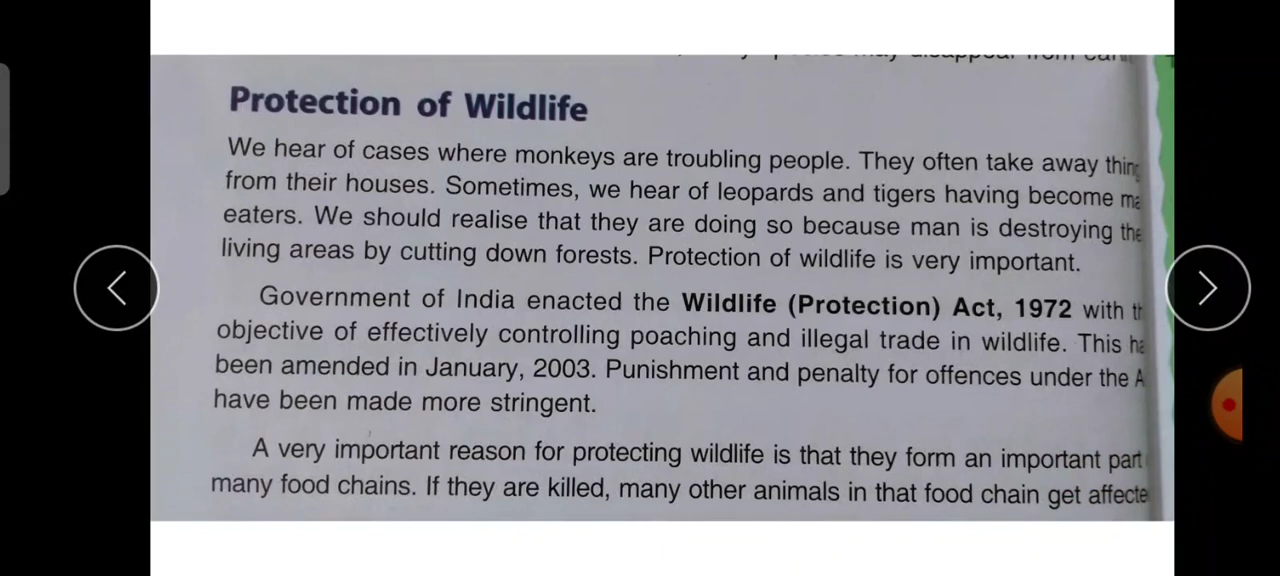 disappear from
Protection of Wildlife
We hear of cases where monkeys are troubling people. They often take away
from their houses. Sometimes, we hear of leopards and tigers having become
eaters. We should realise that they are doing so because man is destroying
living areas by cutting down forests. Protection of wildlife is very important.
Government of India enacted the Wildlife (Protection) Act, 1972 with
objective of effectively controlling poaching and illegal trade in wildlife. This
been amended in January, 2003. Punishment and penalty for offences under the
have been made more stringent.
A very important reason for protecting wildlife is that they form an important part
many food chains. If they are killed, many other animals in that food chain get